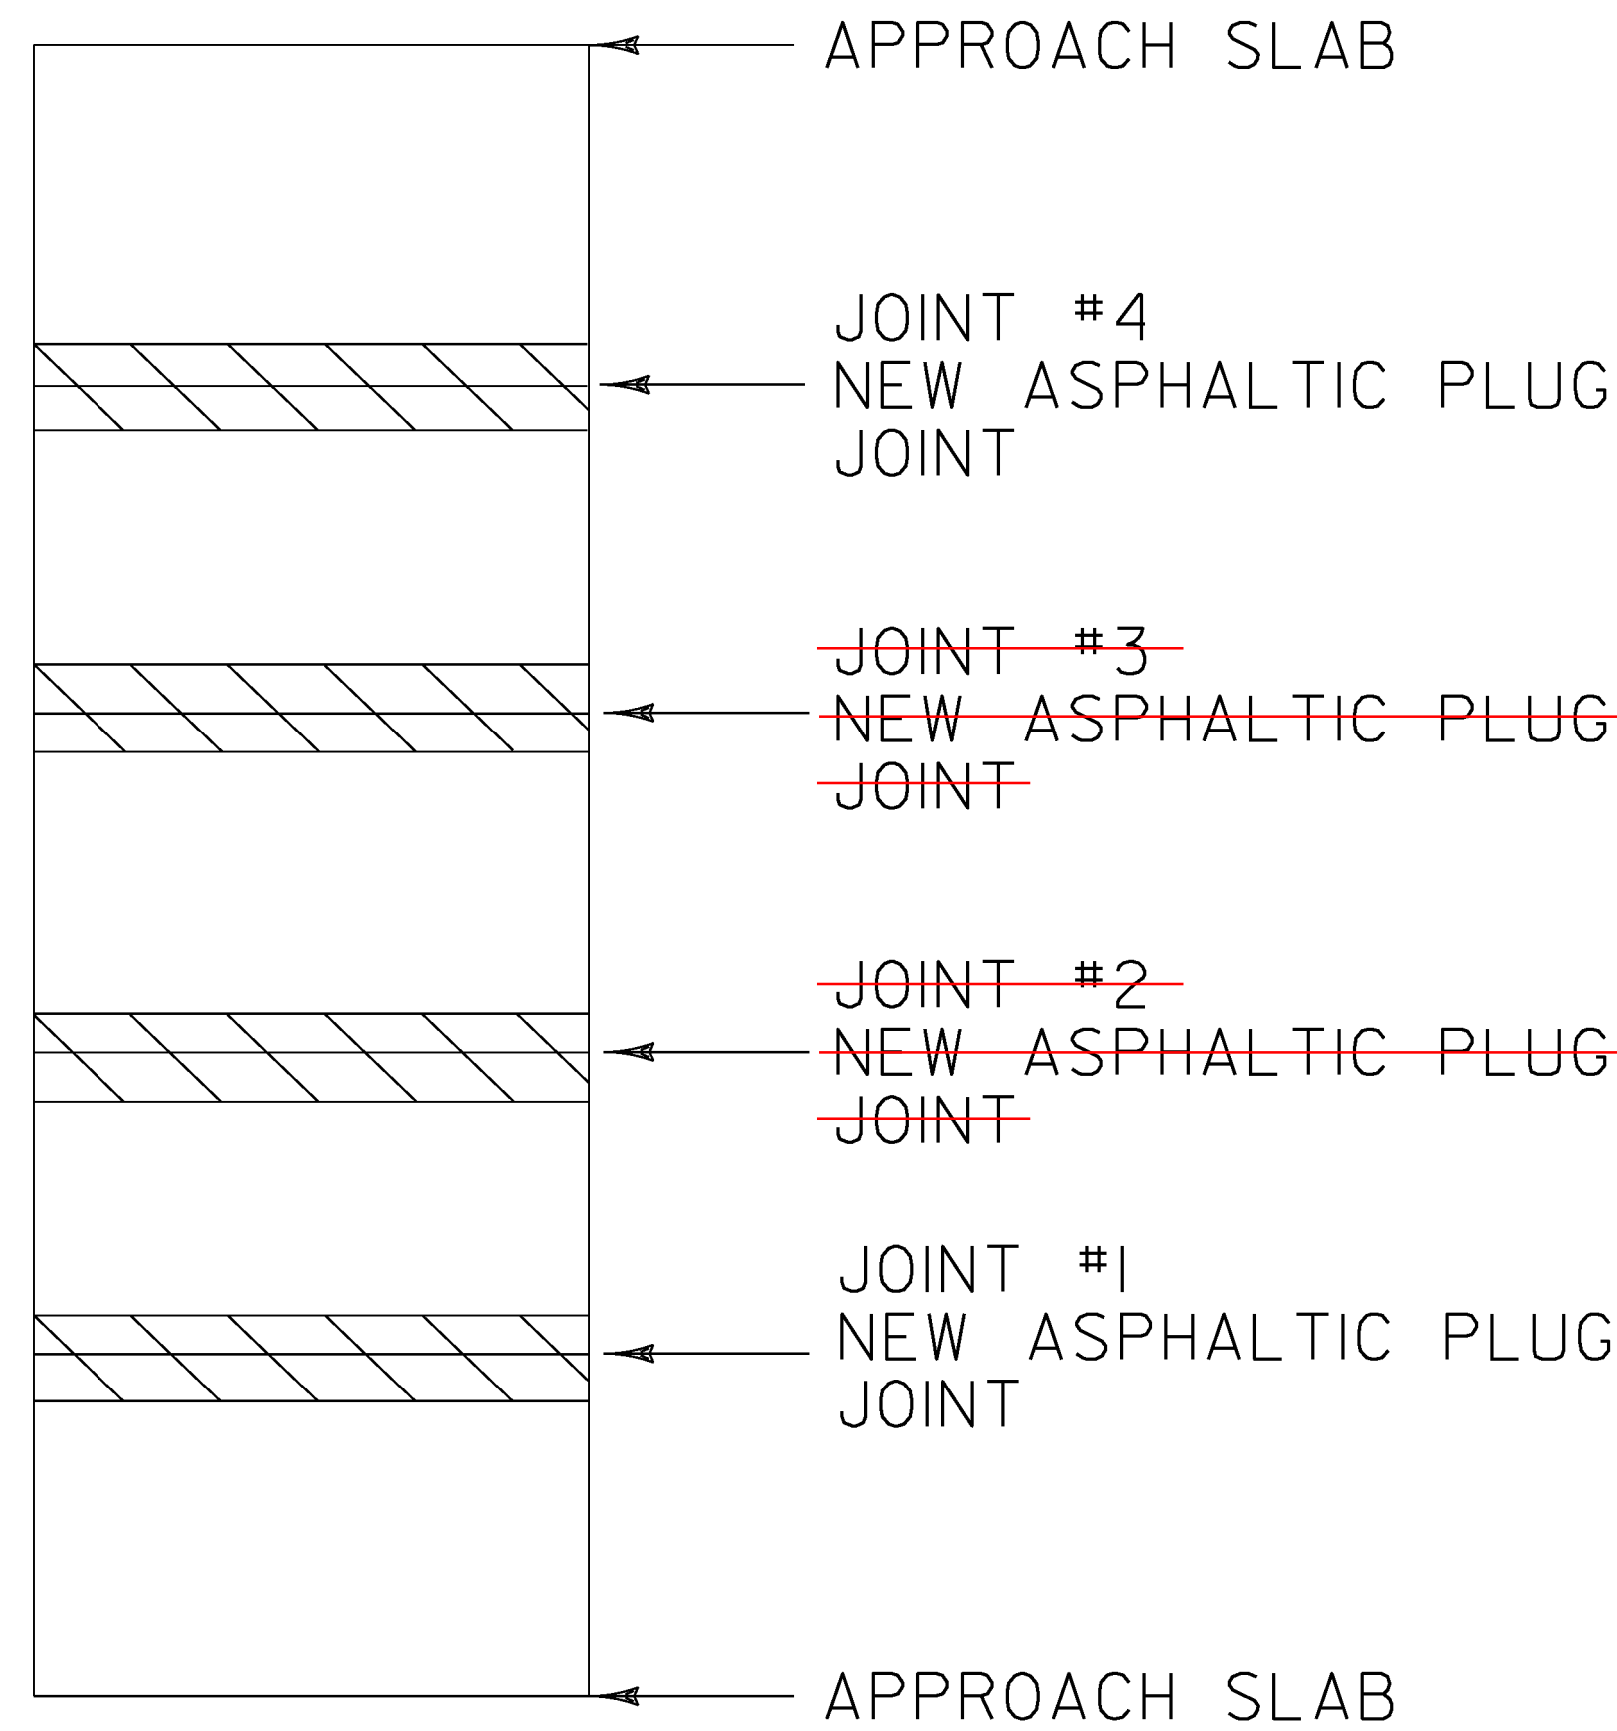 APPROACH SLAB
JOINT #4
NEW ASPHALTIC PLUG
JOINT
JOINT #3
NEW ASPHALTIC PLUG
JOINT
JOINT #2
NEW ASPHALTIC PLUG
JOINT
JOINT #1
NEW ASPHALTIC PLUG
JOINT
APPROACH SLAB